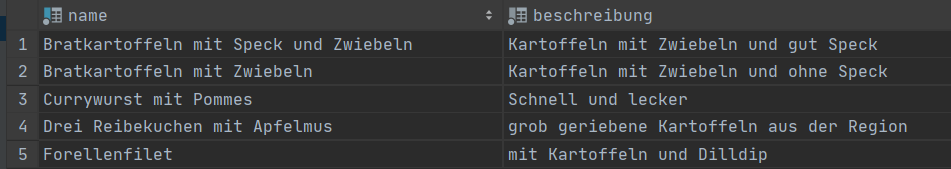 name beschreibung
1 Bratkartoffeln mit Speck und Zwiebeln Kartoffeln mit Zwiebeln und gut Speck
2 Bratkartoffeln mit Zwiebeln Kartoffeln mit Zwiebeln und ohne Speck
3 Currywurst mit Pommes Schnell und lecker
4 Drei Reibekuchen mit Apfelmus grob geriebene Kartoffeln aus der Region
5 Forellenfilet mit Kartoffeln und Dilldip